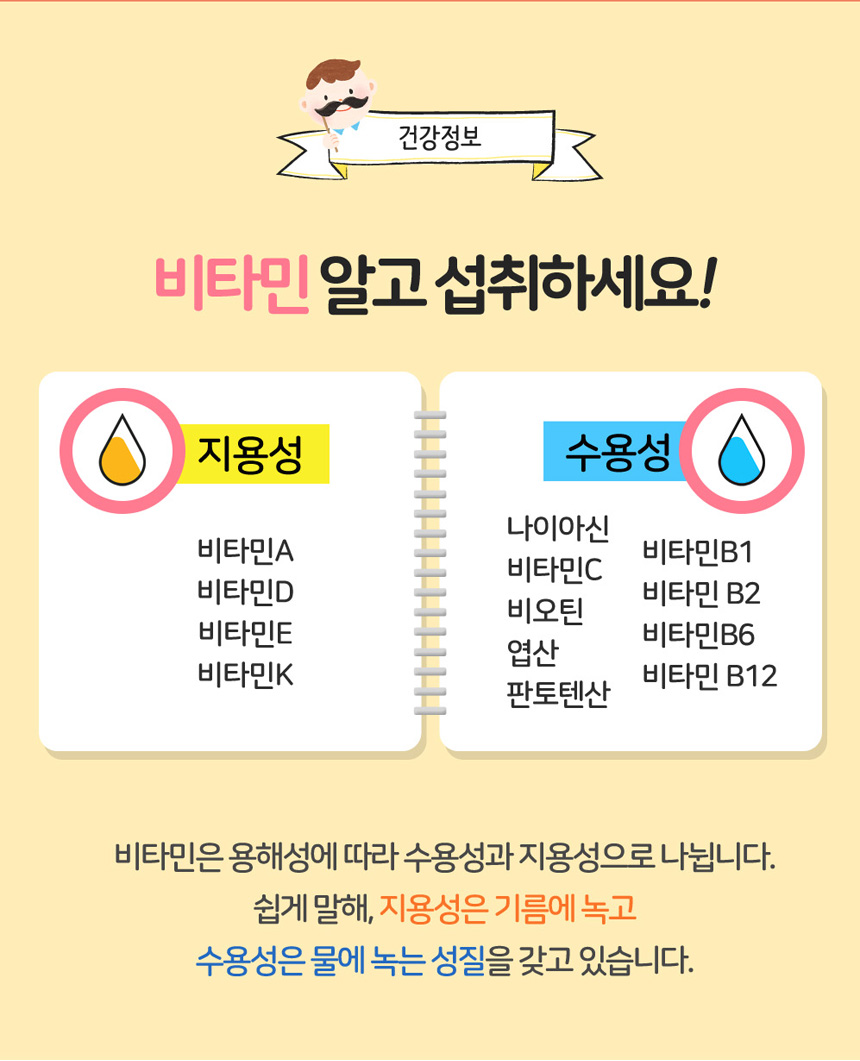 건강정보
비타민 알고 섭취하세요!
지용성
비타민A
비타민D
비타민E
비타민K
수용성
나이아신
비타민C
비오틴
엽산
판토텐산
비타민B1
비타민 B2
비타민B6
비타민 B12
비타민은 용해성에 따라 수용성과 지용성으로 나뉩니다.
쉽게 말해, 지용성은 기름에 녹고
수용성은 물에 녹는 성질을 갖고 있습니다.